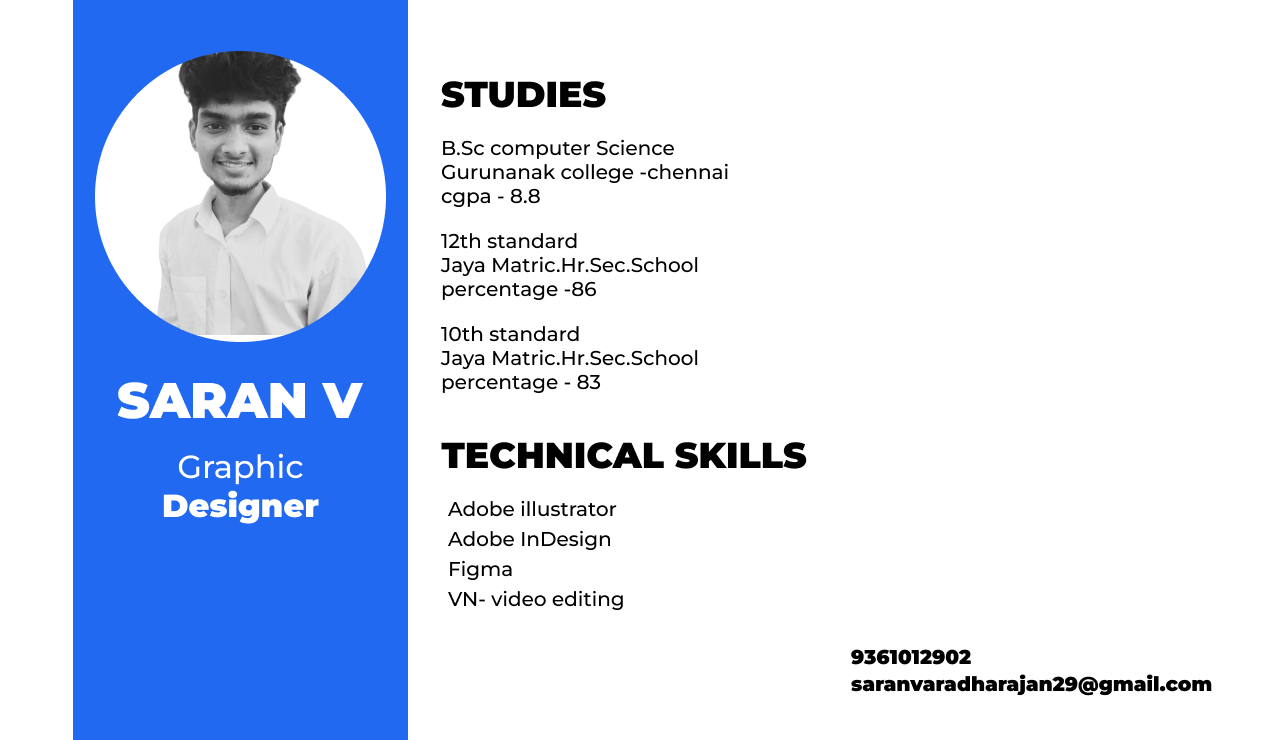 SARAN V
Graphic
Designer
STUDIES
B.Sc computer Science
Gurunanak college -chennai
cgpa - 8.8
12th standard
Jaya Matric.Hr.Sec.School
percentage -86
10th standard
Jaya Matric.Hr.Sec.School
percentage - 83
TECHNICAL SKILLS
Adobe illustrator
Adobe InDesign
Figma
VN- video editing
9361012902
saranvaradharajan29@gmail.com